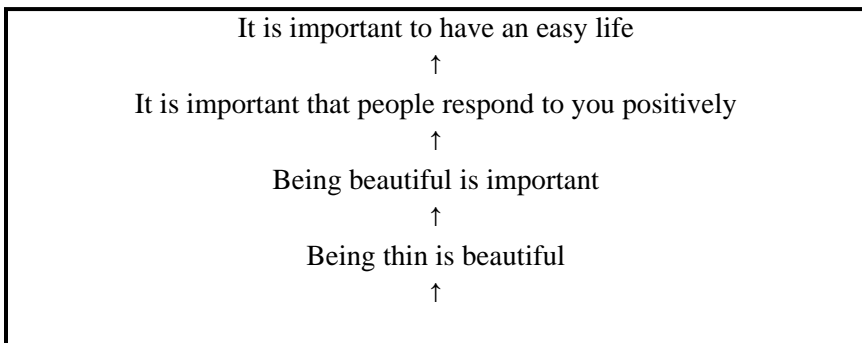 It is important to have an easy life
↑
It is important that people respond to you positively
↑
Being beautiful is important
↑
Being thin is beautiful
↑